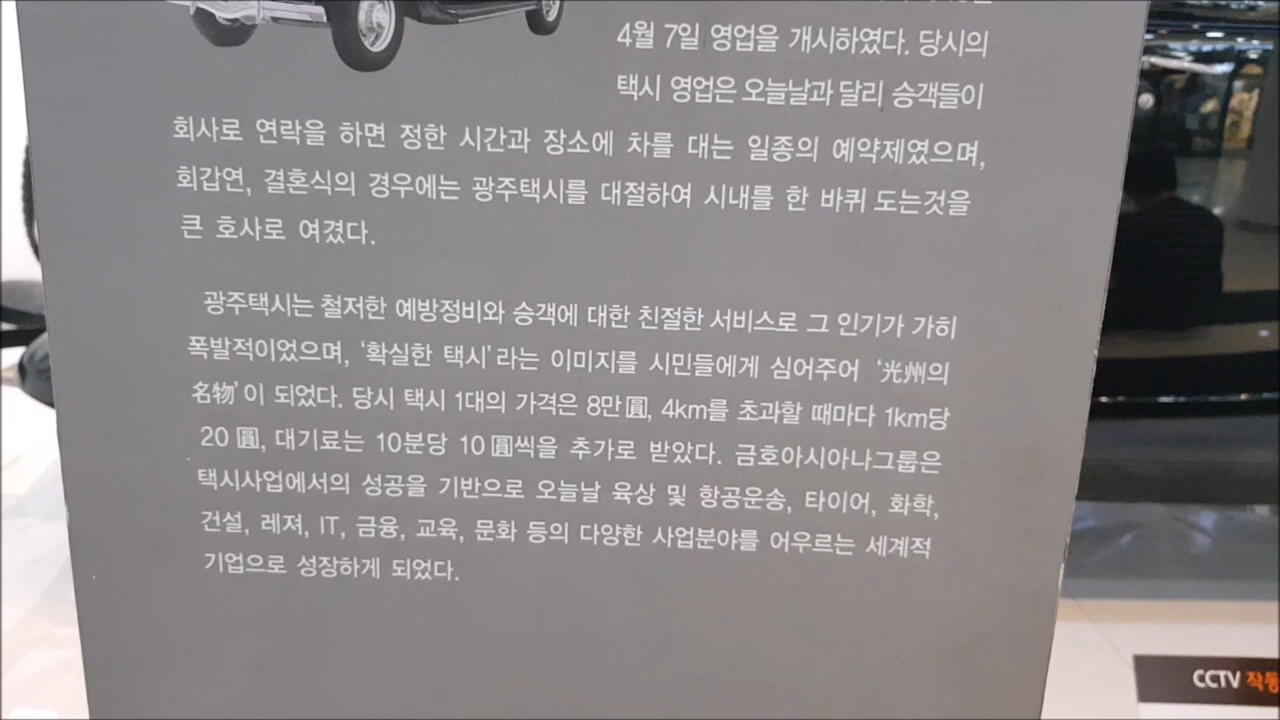 4월 7일 영업을 개시하였다. 당시의
택시 영업은 오늘날과 달리 승객들이
회사로 연락을 하면 정한 시간과 장소에 차를 대는 일종의 예약제였으며,
회갑연, 결혼식의 경우에는 광주택시를 대절하여 시내를 한 바퀴 도는것을
큰 호사로 여겼다.
광주택시는 철저한 예방정비와 승객에 대한 친절한 서비스로 그 인기가 가히
폭발적이었으며, ‘확실한 택시’라는 이미지를 시민들에게 심어주어 ‘光州의
名物’이 되었다. 당시 택시 1대의 가격은 8만圓, 4km를 초과할 때마다 1km당
20圓, 대기료는 10분당 10圓씩을 추가로 받았다. 금호아시아나그룹은
택시사업에서의 성공을 기반으로 오늘날 육상 및 항공운송, 타이어, 화학,
건설, 레져, IT, 금융, 교육, 문화 등의 다양한 사업분야를 어우르는 세계적
기업으로 성장하게 되었다.
CCTV 작동